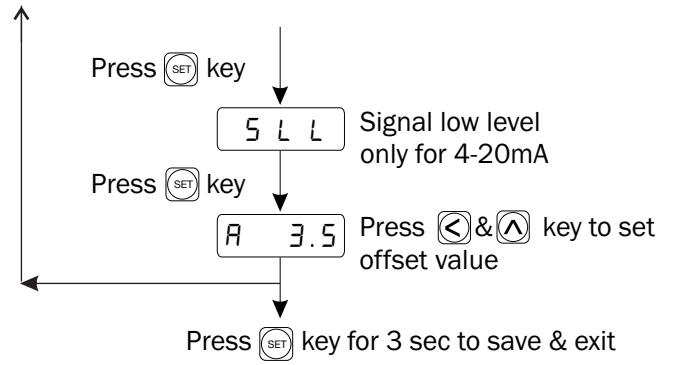 Press SET key
SLL Signal low level
only for 4-20mA
Press SET key
A 3.5 Press < & ʌ key to set
offset value
Press SET key for 3 sec to save & exit